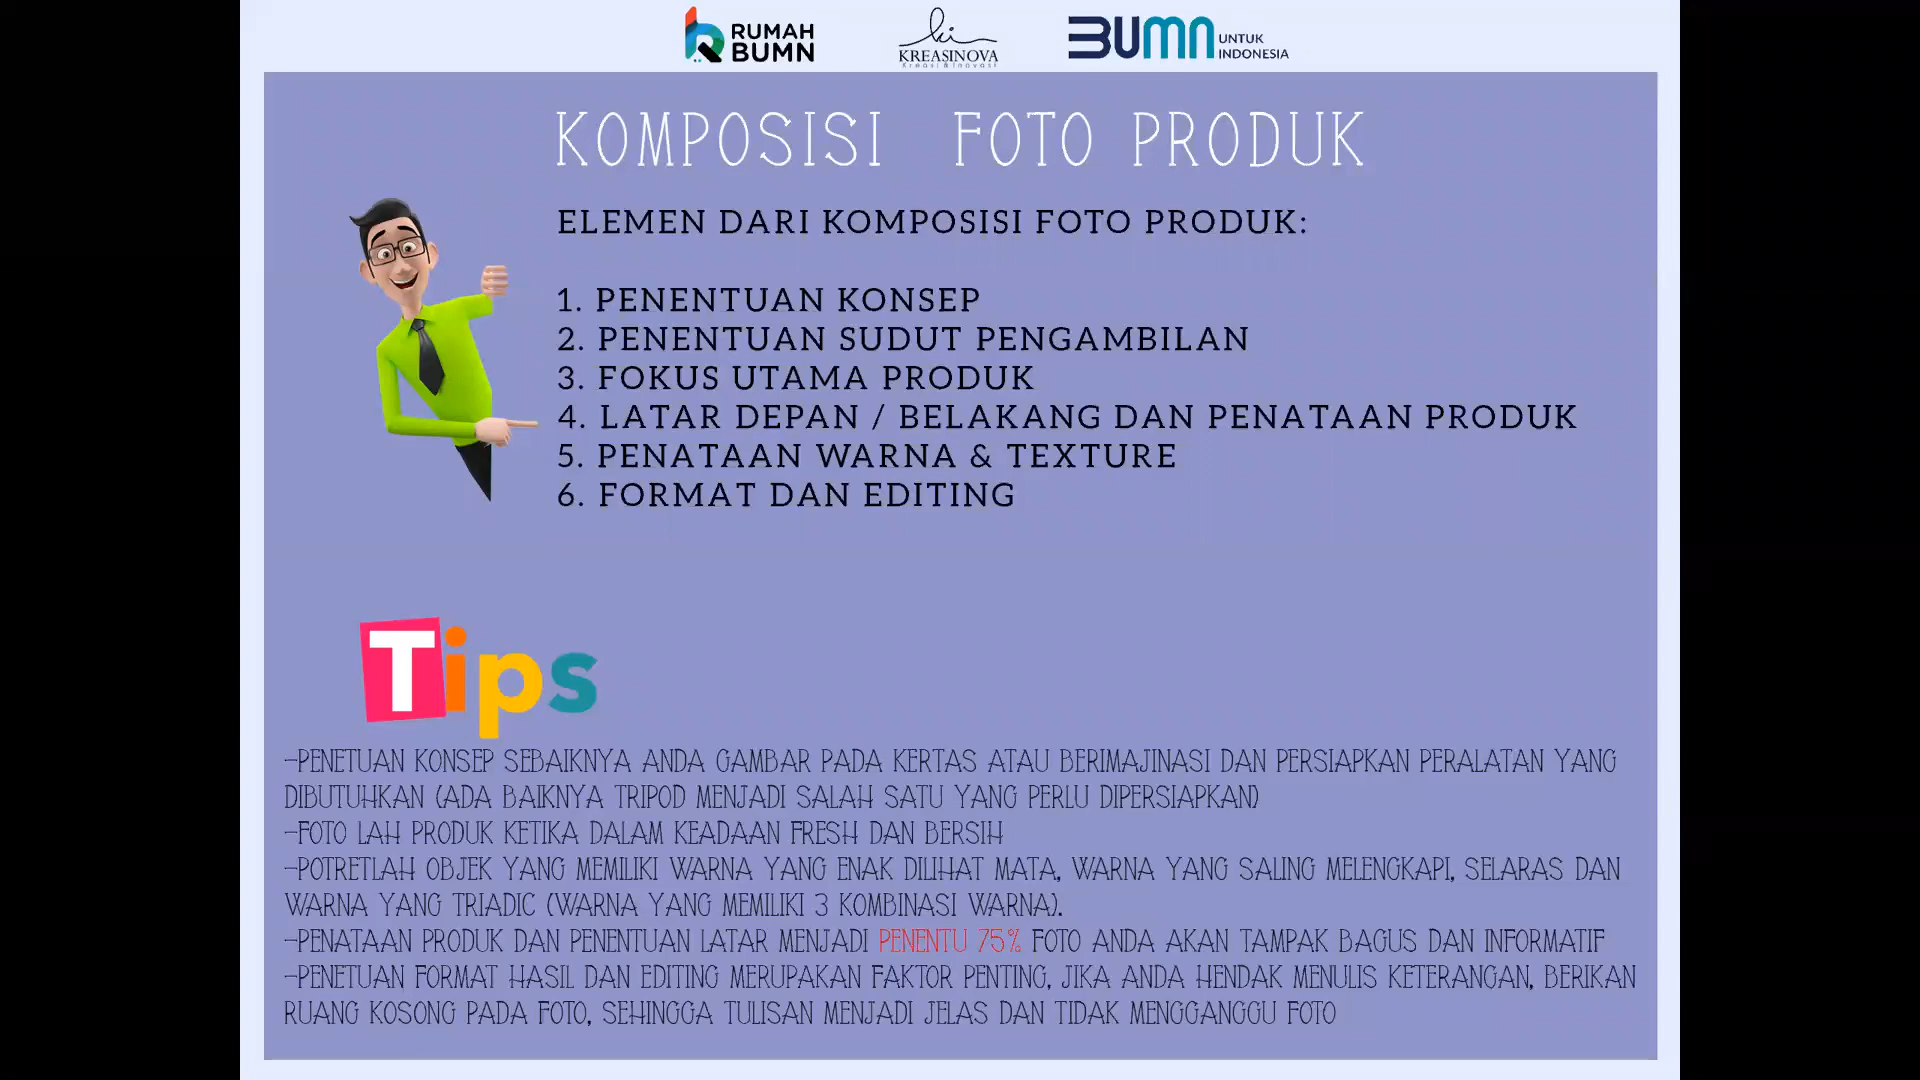 RUMAH
BUMN
ki
KREASINOVA
Kreasi & Inovasi
BUMN UNTUK
INDONESIA
KOMPOSISI FOTO PRODUK
ELEMEN DARI KOMPOSISI FOTO PRODUK:
1. PENENTUAN KONSEP
2. PENENTUAN SUDUT PENGAMBILAN
3. FOKUS UTAMA PRODUK
4. LATAR DEPAN / BELAKANG DAN PENATAAN PRODUK
5. PENATAAN WARNA & TEXTURE
6. FORMAT DAN EDITING
Tips
-PENETUAN KONSEP SEBAIKNYA ANDA GAMBAR PADA KERTAS ATAU BERIMAJINASI DAN PERSIAPKAN PERALATAN YANG
DIBUTUHKAN (ADA BAIKNYA TRIPOD MENJADI SALAH SATU YANG PERLU DIPERSIAPKAN)
-FOTO LAH PRODUK KETIKA DALAM KEADAAN FRESH DAN BERSIH
-POTRETLAH OBJEK YANG MEMILIKI WARNA YANG ENAK DILIHAT MATA, WARNA YANG SALING MELENGKAPI, SELARAS DAN
WARNA YANG TRIADIC (WARNA YANG MEMILIKI 3 KOMBINASI WARNA).
-PENATAAN PRODUK DAN PENENTUAN LATAR MENJADI PENENTU 75% FOTO ANDA AKAN TAMPAK BAGUS DAN INFORMATIF
-PENETUAN FORMAT HASIL DAN EDITING MERUPAKAN FAKTOR PENTING, JIKA ANDA HENDAK MENULIS KETERANGAN, BERIKAN
RUANG KOSONG PADA FOTO, SEHINGGA TULISAN MENJADI JELAS DAN TIDAK MENGGANGGU FOTO